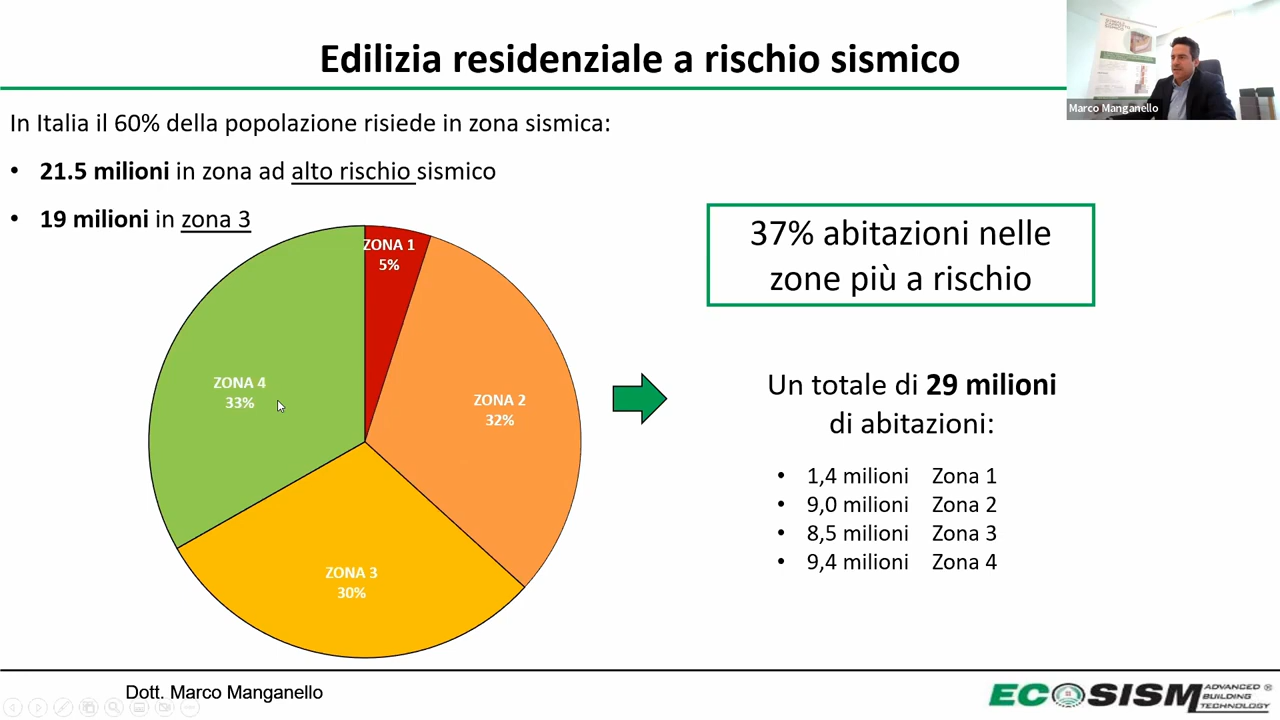 Edilizia residenziale a rischio sismico
Marco Manganello
In Italia il 60% della popolazione risiede in zona sismica:
• 21.5 milioni in zona ad alto rischio sismico
• 19 milioni in zona 3
ZONA 1
5%
ZONA 2
32%
ZONA 3
30%
ZONA 4
33%
37% abitazioni nelle
zone più a rischio
Un totale di 29 milioni
di abitazioni:
• 1,4 milioni Zona 1
• 9,0 milioni Zona 2
• 8,5 milioni Zona 3
• 9,4 milioni Zona 4
Dott. Marco Manganello
ECOSISM ADVANCED ®
BUILDING
TECHNOLOGY